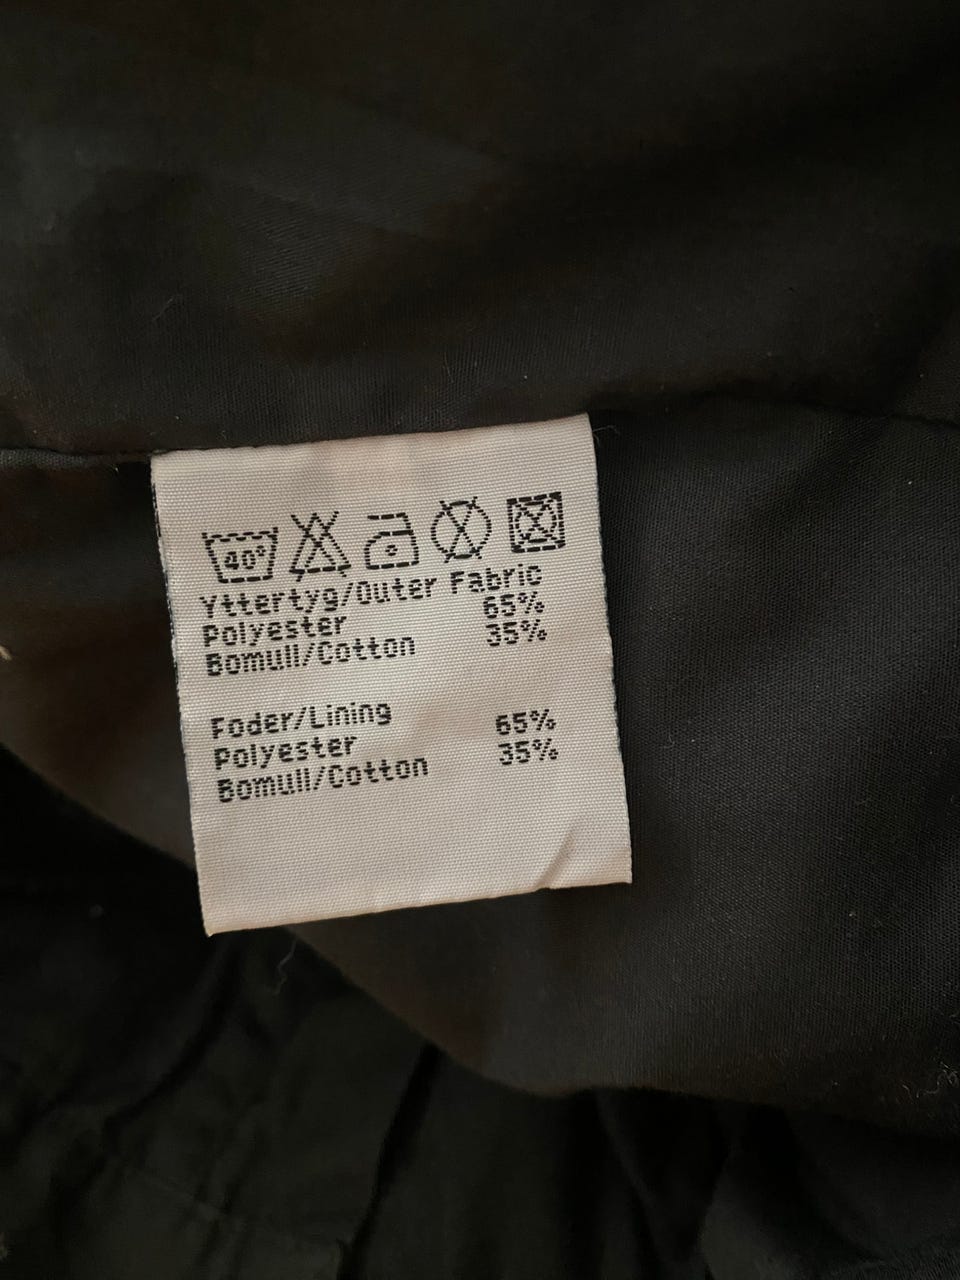 40°
Yttertyg/Outer Fabric
Polyester 65%
Bomull/Cotton 35%
Foder/Lining
Polyester 65%
Bomull/Cotton 35%